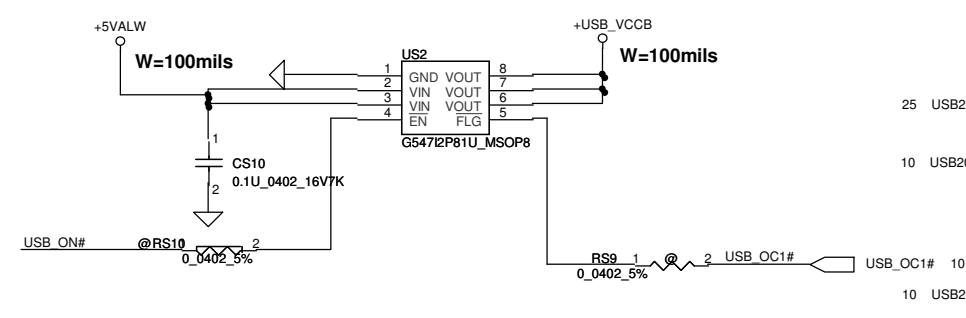 +5VALW
+USB_VCCB
W=100mils
W=100mils
US2
1 GND VOUT 8
2 VIN VOUT 7
3 VIN VOUT 6
4 EN FLG 5
G547I2P81U_MSOP8
25 USB2
1
CS10
0.1U_0402_16V7K
2
10 USB20
USB_ON#
@RS10 1 2
0_0402_5%
RS9 1 @ 2
0_0402_5%
USB_OC1#
USB_OC1# 10
10 USB2